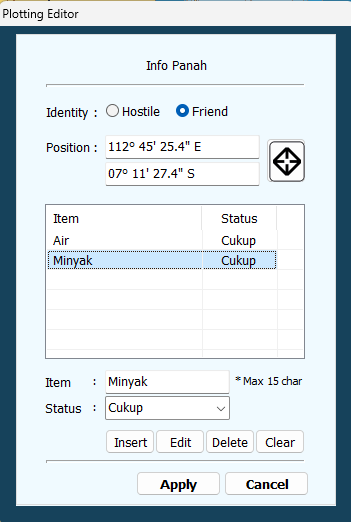 Plotting Editor
Info Panah
Identity : Hostile Friend
Position : 112° 45' 25.4" E
07° 11' 27.4" S
Item Status
Air Cukup
Minyak Cukup
Item : Minyak * Max 15 char
Status : Cukup
Insert Edit Delete Clear
Apply Cancel